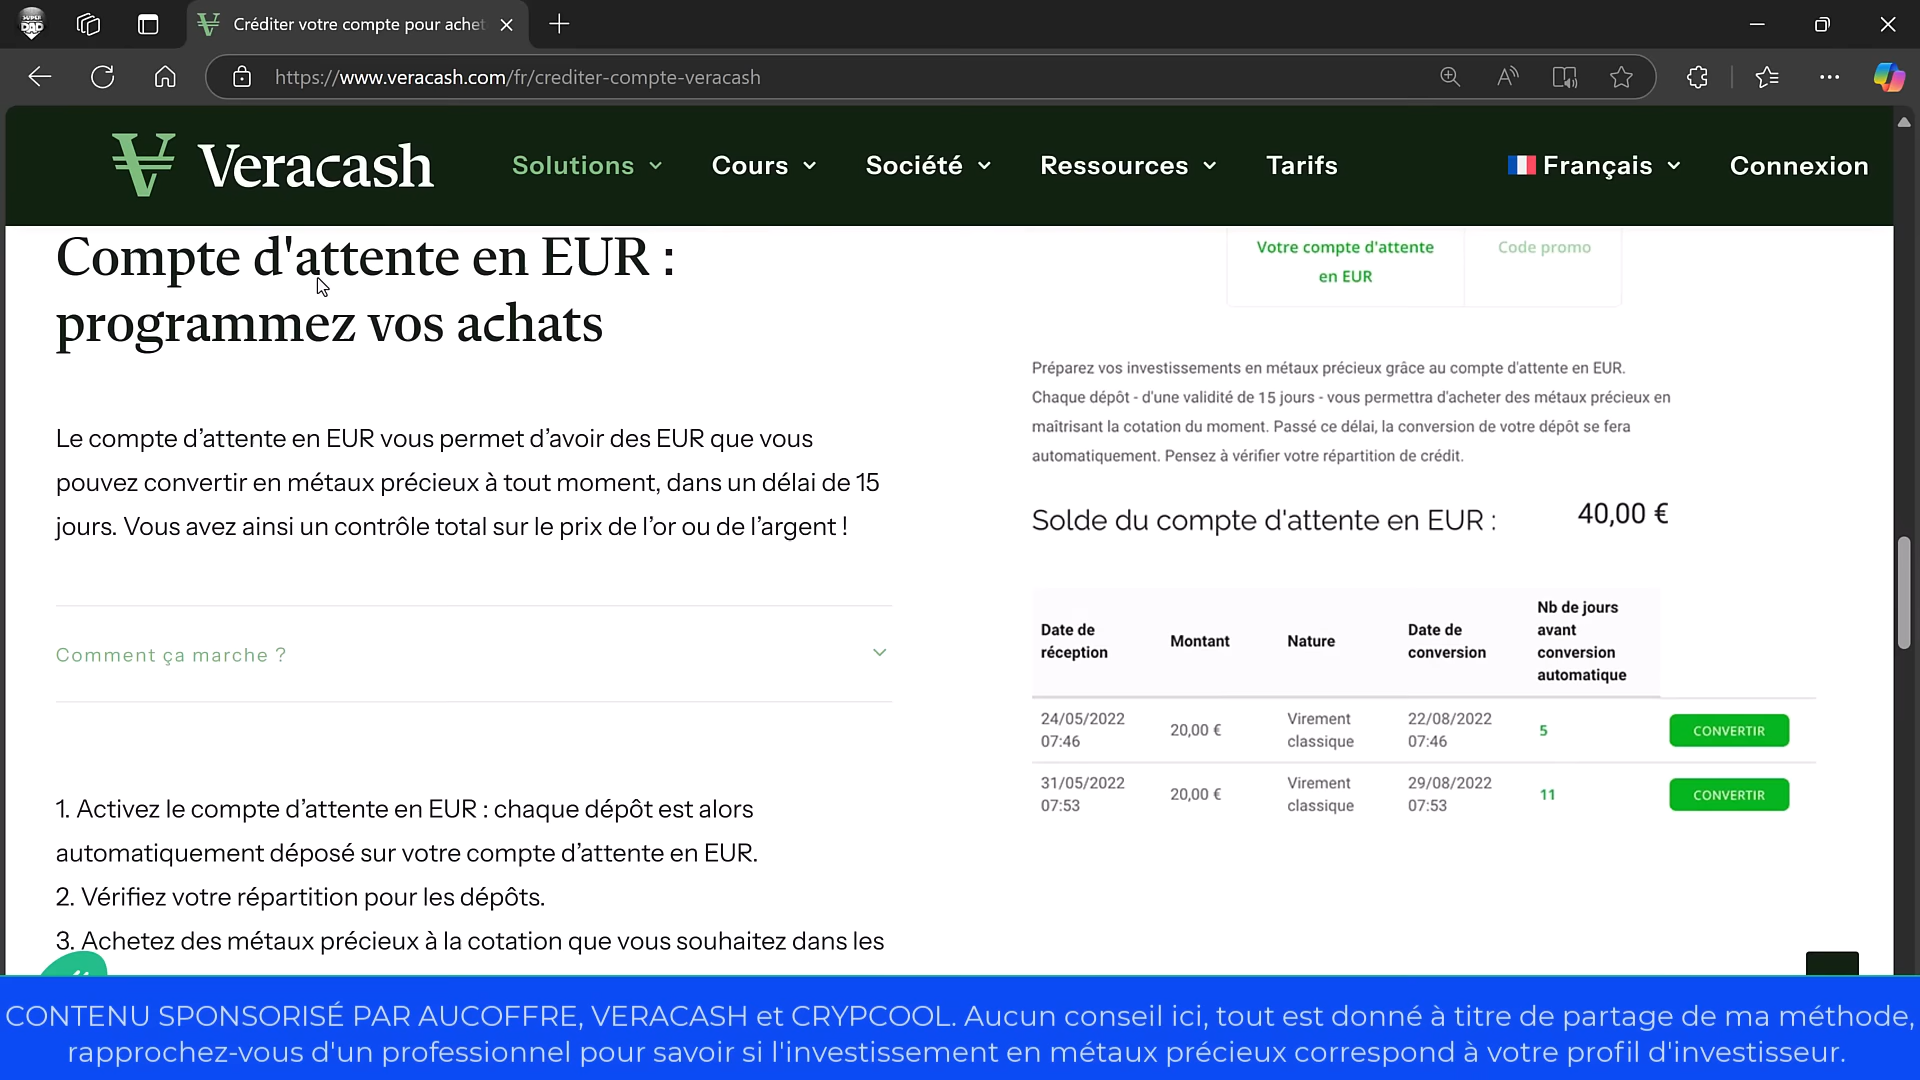 Créditer votre compte pour achet
https://www.veracash.com/fr/crediter-compte-veracash
Veracash
Solutions
Cours
Société
Ressources
Tarifs
Français
Connexion
Compte d'attente en EUR :
programmez vos achats
Le compte d’attente en EUR vous permet d’avoir des EUR que vous
pouvez convertir en métaux précieux à tout moment, dans un délai de 15
jours. Vous avez ainsi un contrôle total sur le prix de l’or ou de l’argent !
Comment ça marche ?
1. Activez le compte d’attente en EUR : chaque dépôt est alors
automatiquement déposé sur votre compte d’attente en EUR.
2. Vérifiez votre répartition pour les dépôts.
3. Achetez des métaux précieux à la cotation que vous souhaitez dans les
Votre compte d'attente
en EUR
Code promo
Préparez vos investissements en métaux précieux grâce au compte d'attente en EUR.
Chaque dépôt - d'une validité de 15 jours - vous permettra d'acheter des métaux précieux en
maîtrisant la cotation du moment. Passé ce délai, la conversion de votre dépôt se fera
automatiquement. Pensez à vérifier votre répartition de crédit.
Solde du compte d'attente en EUR : 40,00 €
Date de
réception
Montant
Nature
Date de
conversion
Nb de jours
avant
conversion
automatique
24/05/2022
07:46
20,00 €
Virement
classique
22/08/2022
07:46
5
CONVERTIR
31/05/2022
07:53
20,00 €
Virement
classique
29/08/2022
07:53
11
CONVERTIR
CONTENU SPONSORISÉ PAR AUCOFFRE, VERACASH et CRYPCOOL. Aucun conseil ici, tout est donné à titre de partage de ma méthode,
rapprochez-vous d'un professionnel pour savoir si l'investissement en métaux précieux correspond à votre profil d'investisseur.